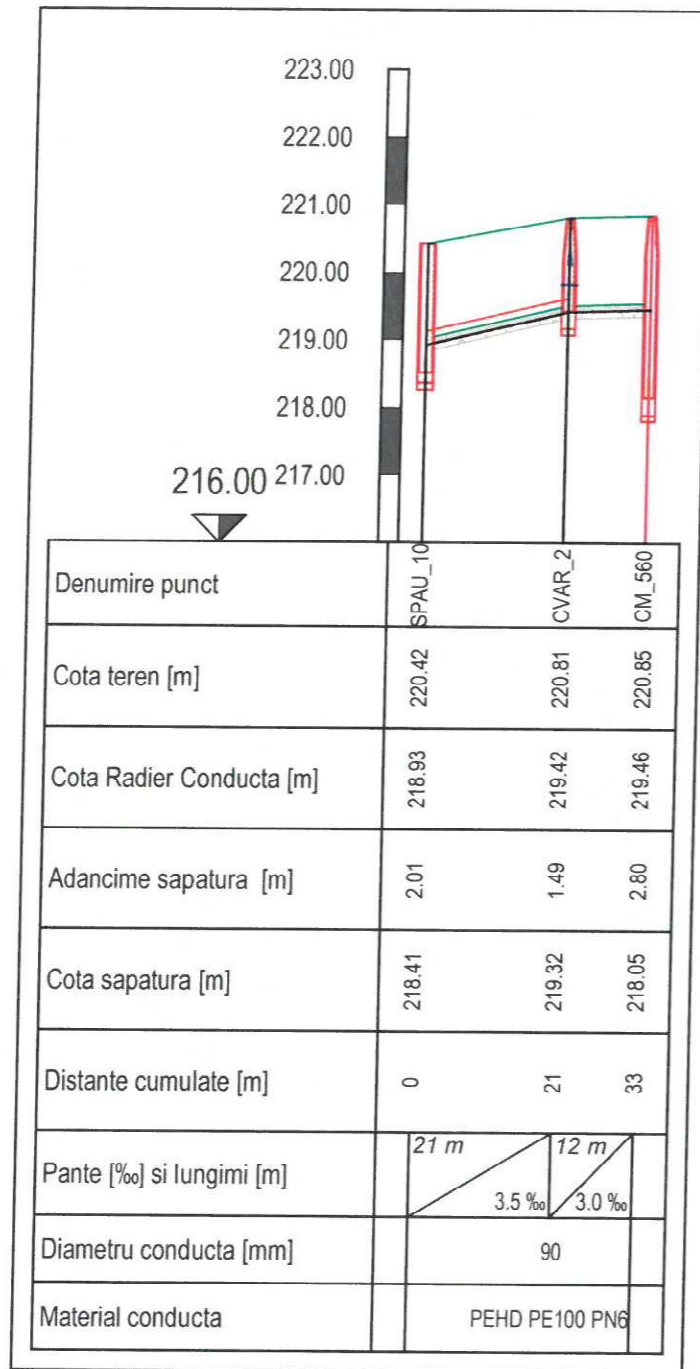 223.00
222.00
221.00
220.00
219.00
218.00
217.00
216.00
Denumire punct
SPAU_10
CVAR_2
CM_560
Cota teren [m]
220.42
220.81
220.85
Cota Radier Conducta [m]
218.93
219.42
219.46
Adancime sapatura [m]
2.01
1.49
2.80
Cota sapatura [m]
218.41
219.32
218.05
Distante cumulate [m]
0
21
33
Pante [‰] si lungimi [m]
21 m
3.5 ‰
12 m
3.0 ‰
Diametru conducta [mm]
90
Material conducta
PEHD PE100 PN6